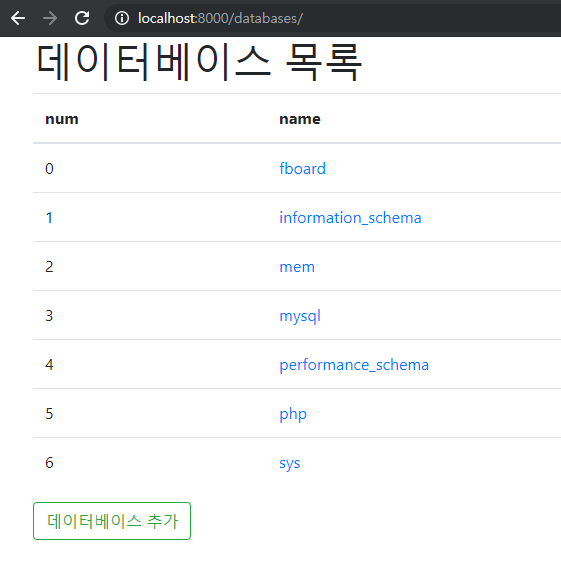 localhost:8000/databases/
데이터베이스 목록
num name
0 fboard
1 information_schema
2 mem
3 mysql
4 performance_schema
5 php
6 sys
데이터베이스 추가